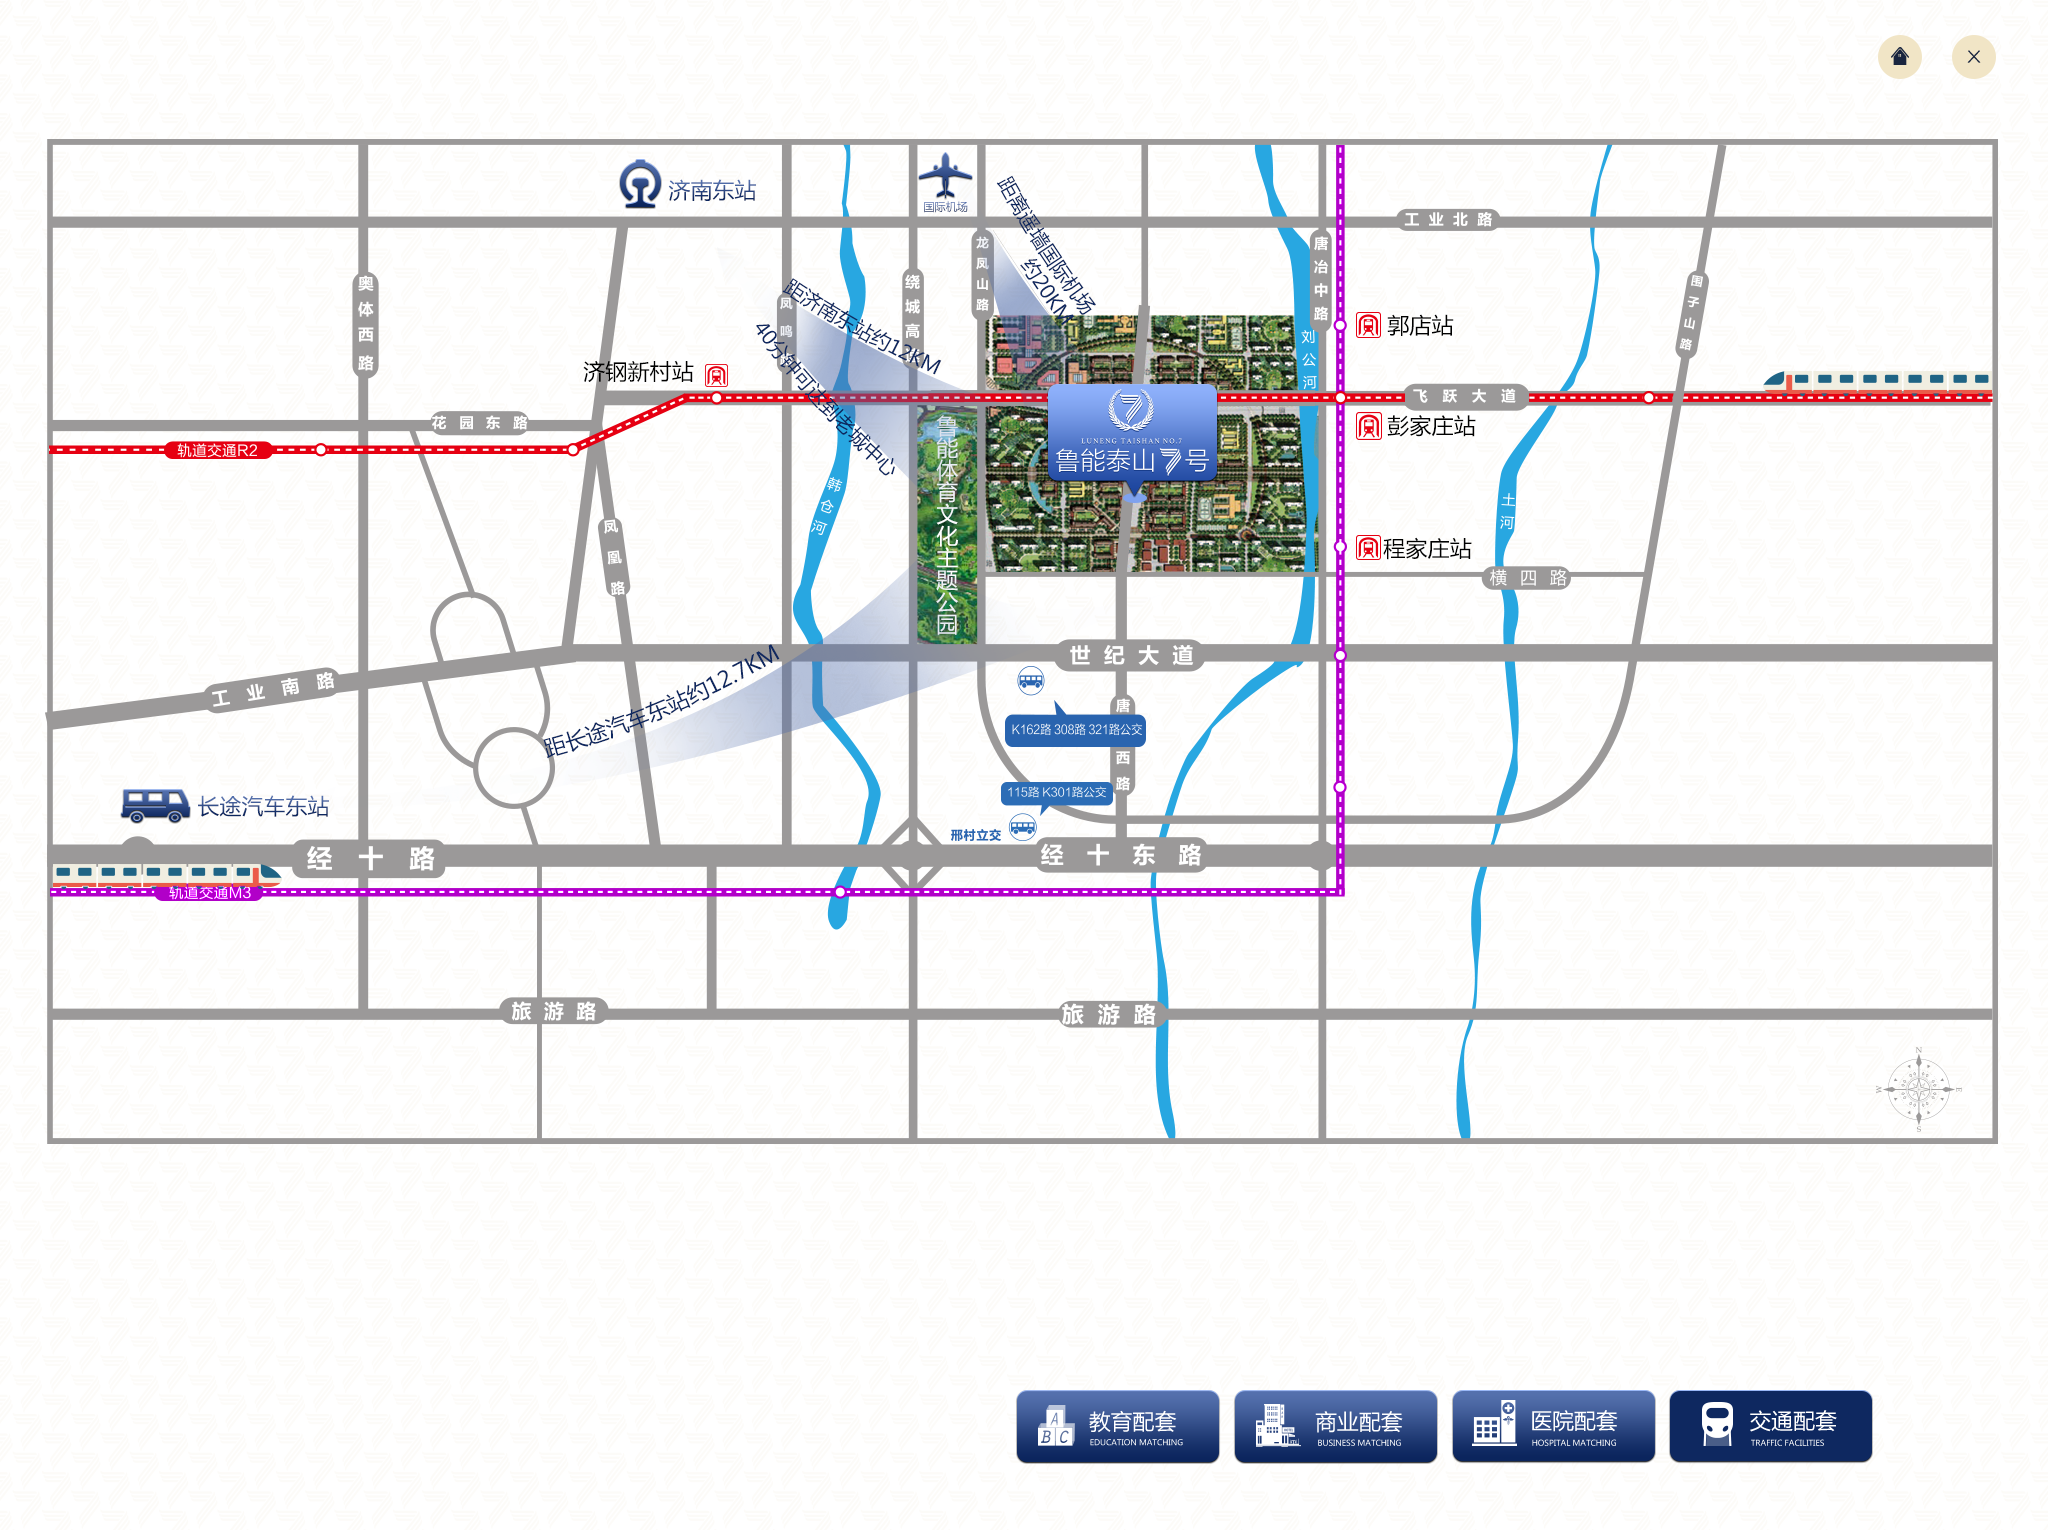 济南东站
国际机场
距离遥墙国际机场
约20KM
工业北路
奥体西路
凤鸣
绕城高
龙凤山路
唐冶中路
围子山路
距济南东站约12KM
40分钟可达到老城中心
郭店站
刘公河
济钢新村站
飞跃大道
花园东路
轨道交通R2
LUNENG TAISHAN NO.7
鲁能泰山7号
彭家庄站
鲁能体育文化主题公园
韩仓河
土河
凤凰路
程家庄站
横四路
世纪大道
工业南路
距长途汽车东站约12.7KM
唐
西路
K162路 308路 321路公交
115路 K301路公交
长途汽车东站
邢村立交
经十路
经十东路
轨道交通M3
旅游路
旅游路
N
W
E
S
教育配套
EDUCATION MATCHING
A
B C
商业配套
BUSINESS MATCHING
医院配套
HOSPITAL MATCHING
交通配套
TRAFFIC FACILITIES